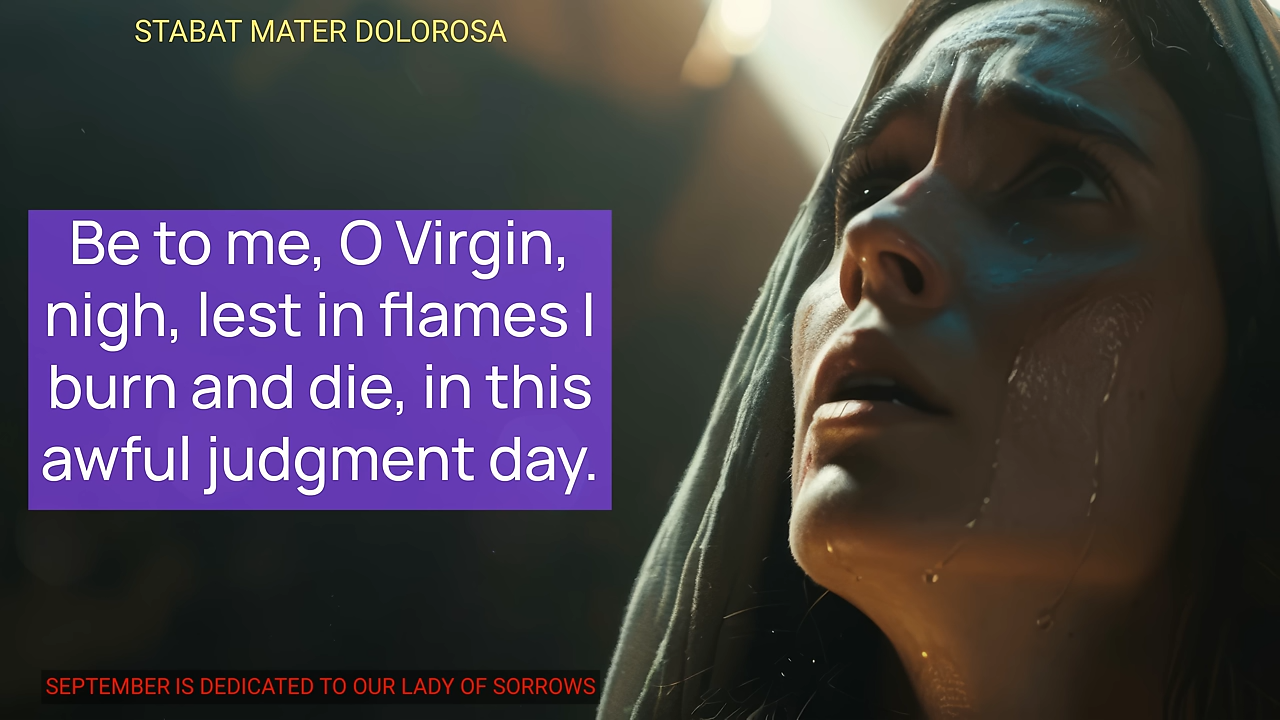 STABAT MATER DOLOROSA
Be to me, O Virgin,
nigh, lest in flames I
burn and die, in this
awful judgment day.
SEPTEMBER IS DEDICATED TO OUR LADY OF SORROWS